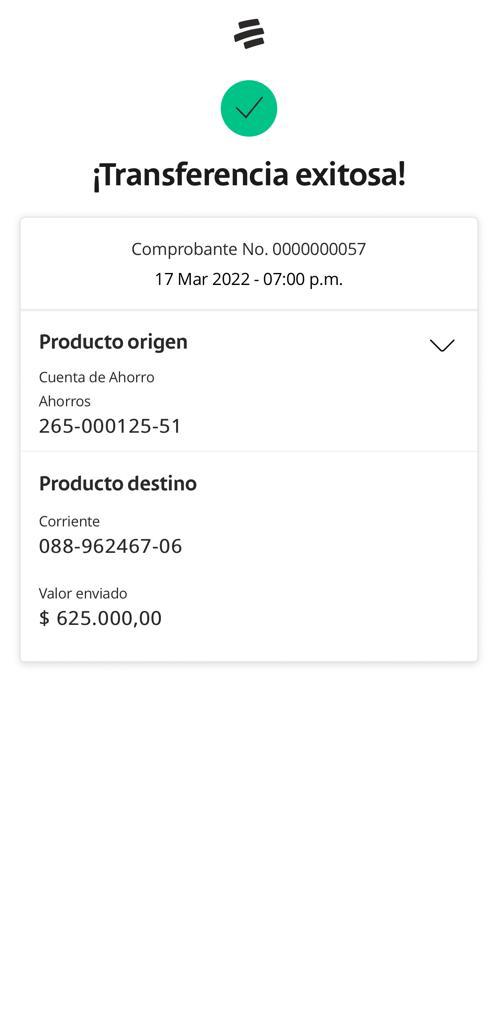 ¡Transferencia exitosa!
Comprobante No. 0000000057
17 Mar 2022 - 07:00 p.m.
Producto origen
Cuenta de Ahorro
Ahorros
265-000125-51
Producto destino
Corriente
088-962467-06
Valor enviado
$ 625.000,00